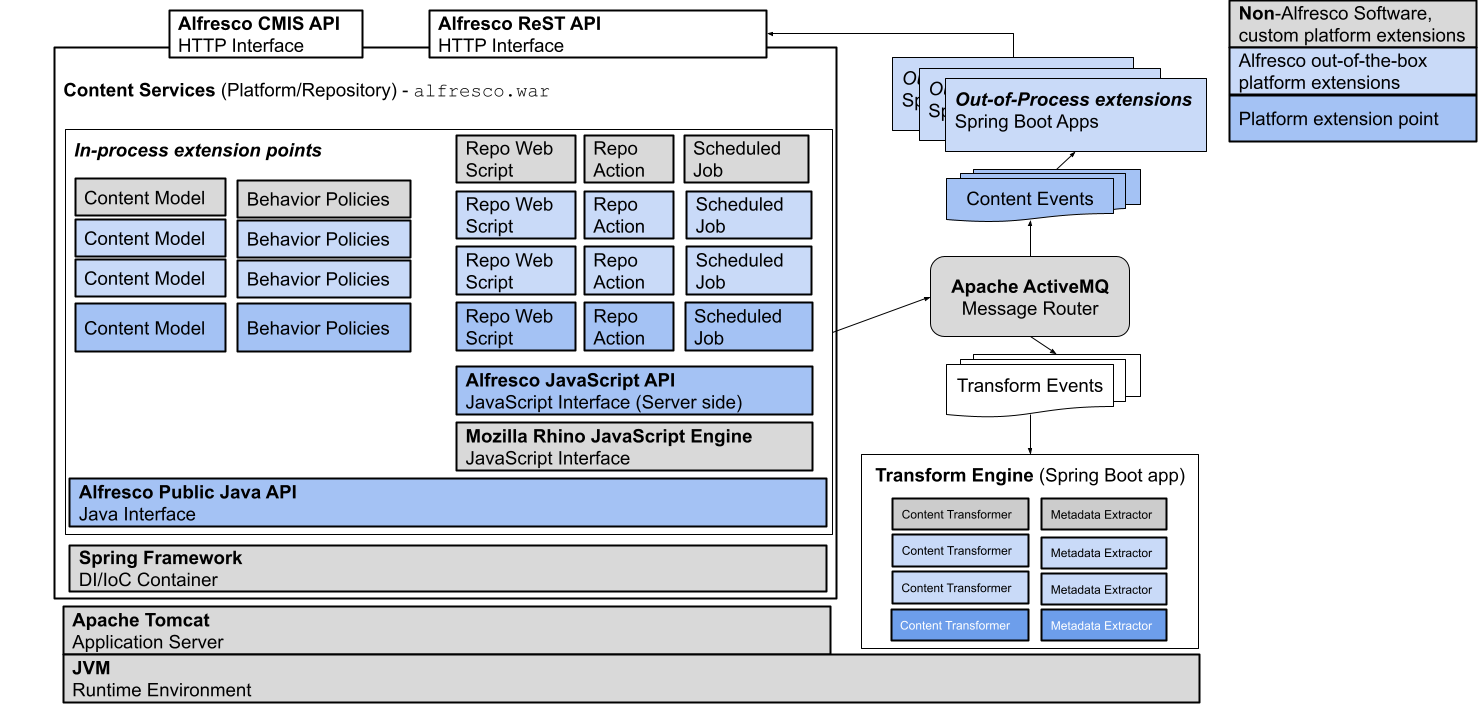 Alfresco CMIS API
HTTP Interface
Alfresco ReST API
HTTP Interface
Non-Alfresco Software,
custom platform extensions
Alfresco out-of-the-box
platform extensions
Platform extension point
Content Services (Platform/Repository) - alfresco.war
In-process extension points
Content Model
Behavior Policies
Content Model
Behavior Policies
Content Model
Behavior Policies
Content Model
Behavior Policies
Repo Web
Script
Repo
Action
Scheduled
Job
Repo Web
Script
Repo
Action
Scheduled
Job
Repo Web
Script
Repo
Action
Scheduled
Job
Repo Web
Script
Repo
Action
Scheduled
Job
Alfresco JavaScript API
JavaScript Interface (Server side)
Mozilla Rhino JavaScript Engine
JavaScript Interface
Alfresco Public Java API
Java Interface
Spring Framework
DI/IoC Container
Apache Tomcat
Application Server
JVM
Runtime Environment
Out-of-Process extensions
Spring Boot Apps
Content Events
Apache ActiveMQ
Message Router
Transform Events
Transform Engine (Spring Boot app)
Content Transformer
Metadata Extractor
Content Transformer
Metadata Extractor
Content Transformer
Metadata Extractor
Content Transformer
Metadata Extractor